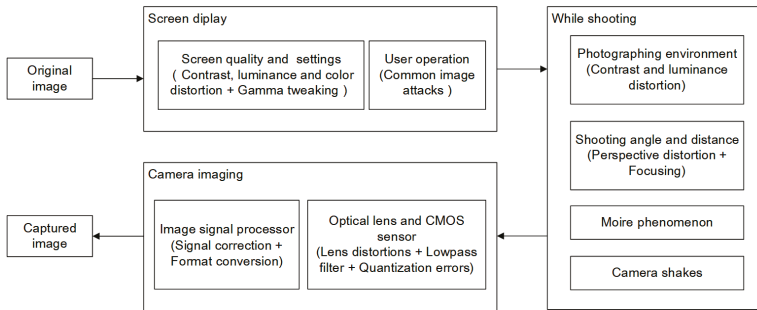 Screen diplay
Original
image
Screen quality and settings
( Contrast, luminance and color
distortion + Gamma tweaking )
User operation
(Common image
attacks )
While shooting
Photographing environment
(Contrast and luminance
distortion)
Shooting angle and distance
(Perspective distortion +
Focusing)
Moire phenomenon
Camera shakes
Camera imaging
Optical lens and CMOS
sensor
(Lens distortions + Lowpass
filter + Quantization errors)
Image signal processor
(Signal correction +
Format conversion)
Captured
image